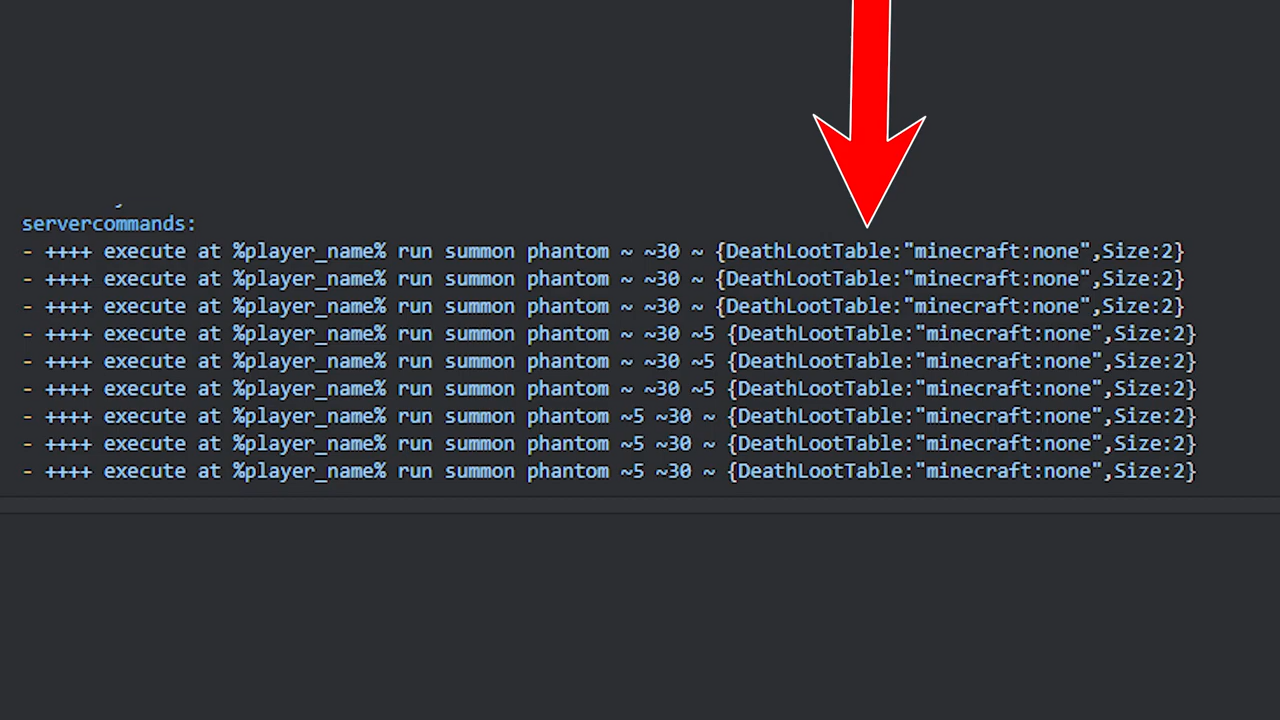 servercommands:
- ++++ execute at %player_name% run summon phantom ~ ~30 ~ {DeathLootTable:"minecraft:none",Size:2}
- ++++ execute at %player_name% run summon phantom ~ ~30 ~ {DeathLootTable:"minecraft:none",Size:2}
- ++++ execute at %player_name% run summon phantom ~ ~30 ~ {DeathLootTable:"minecraft:none",Size:2}
- ++++ execute at %player_name% run summon phantom ~ ~30 ~5 {DeathLootTable:"minecraft:none",Size:2}
- ++++ execute at %player_name% run summon phantom ~ ~30 ~5 {DeathLootTable:"minecraft:none",Size:2}
- ++++ execute at %player_name% run summon phantom ~ ~30 ~5 {DeathLootTable:"minecraft:none",Size:2}
- ++++ execute at %player_name% run summon phantom ~5 ~30 ~ {DeathLootTable:"minecraft:none",Size:2}
- ++++ execute at %player_name% run summon phantom ~5 ~30 ~ {DeathLootTable:"minecraft:none",Size:2}
- ++++ execute at %player_name% run summon phantom ~5 ~30 ~ {DeathLootTable:"minecraft:none",Size:2}